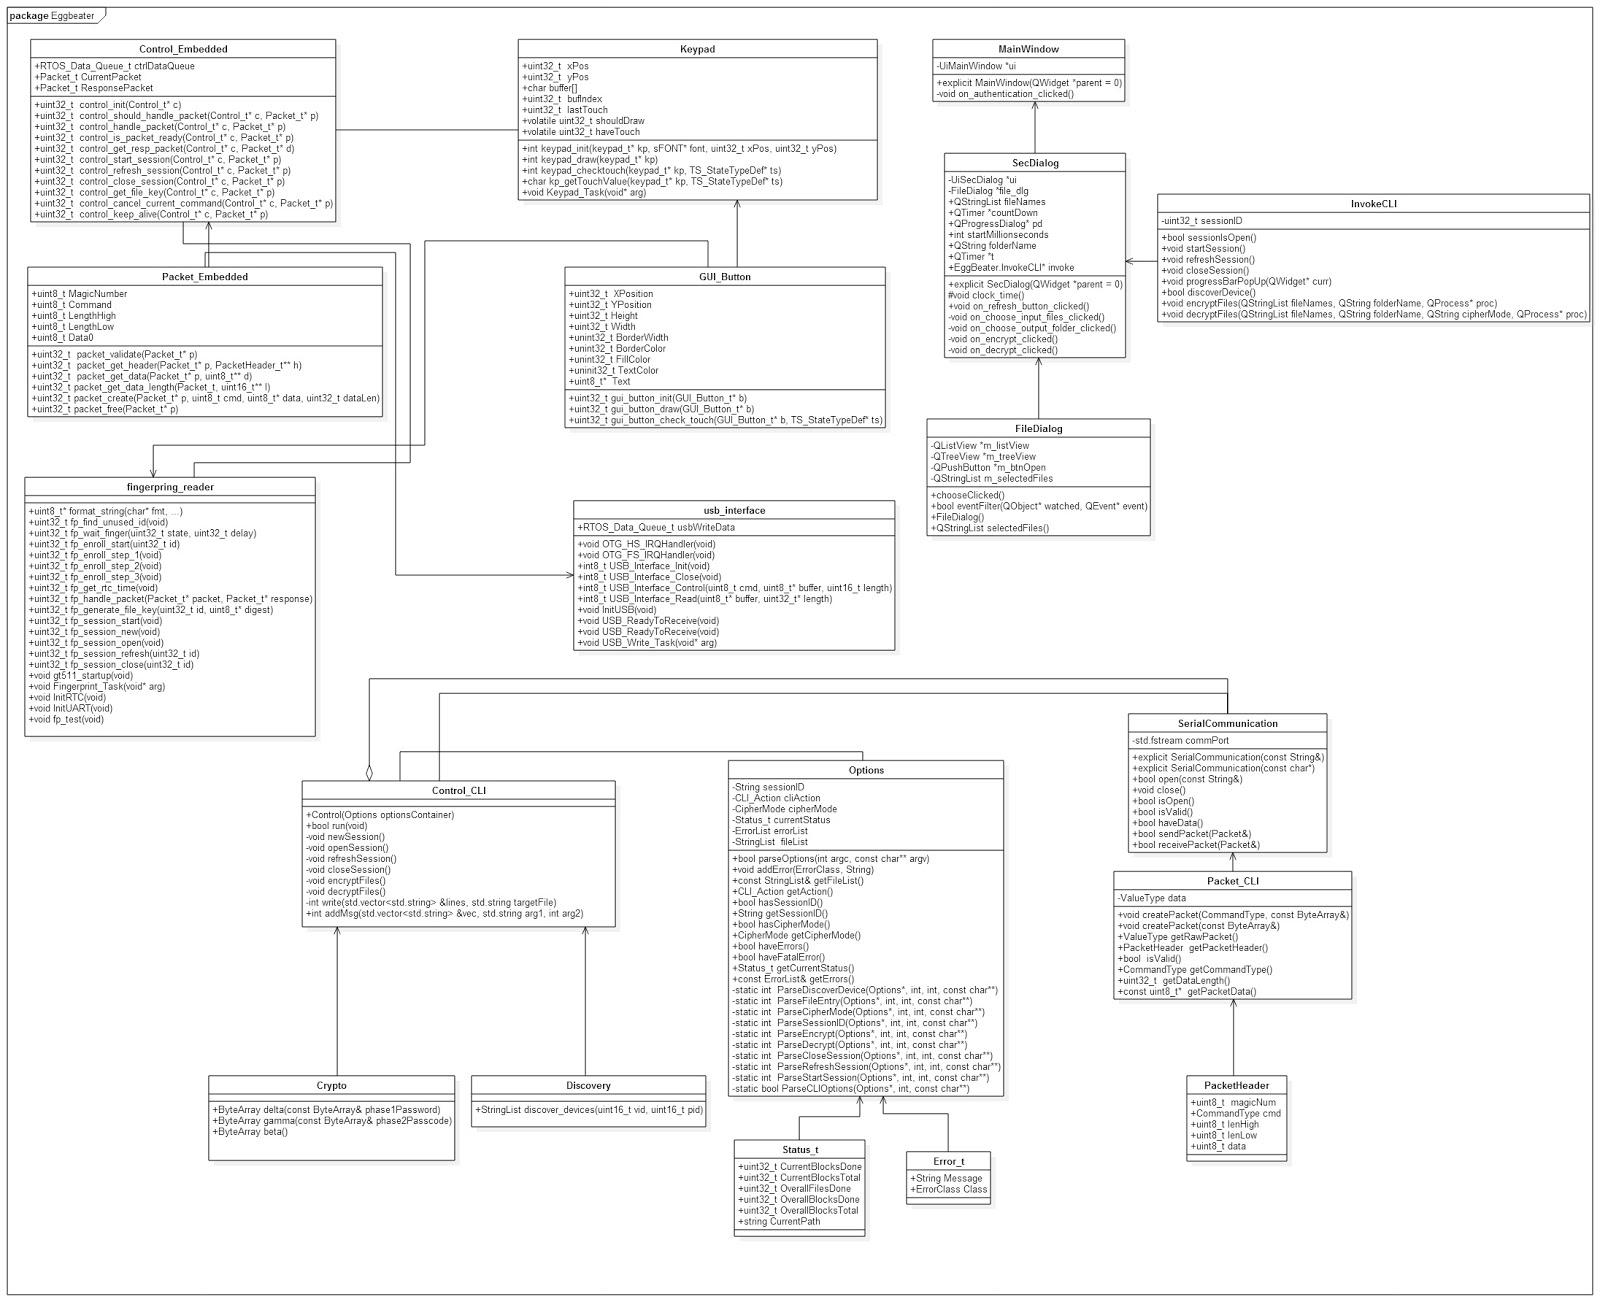 package Eggbeater
Control_Embedded
+RTOS_Data_Queue_t ctrlDataQueue
+Packet_t CurrentPacket
+Packet_t ResponsePacket
+uint32_t control_init(Control_t* c)
+uint32_t control_should_handle_packet(Control_t* c, Packet_t* p)
+uint32_t control_handle_packet(Control_t* c, Packet_t* p)
+uint32_t control_is_packet_ready(Control_t* c, Packet_t* p)
+uint32_t control_get_resp_packet(Control_t* c, Packet_t* d)
+uint32_t control_start_session(Control_t* c, Packet_t* p)
+uint32_t control_refresh_session(Control_t* c, Packet_t* p)
+uint32_t control_close_session(Control_t* c, Packet_t* p)
+uint32_t control_get_file_key(Control_t* c, Packet_t* p)
+uint32_t control_cancel_current_command(Control_t* c, Packet_t* p)
+uint32_t control_keep_alive(Control_t* c, Packet_t* p)
Keypad
+uint32_t xPos
+uint32_t yPos
+char buffer[]
+uint32_t bufIndex
+uint32_t lastTouch
+volatile uint32_t shouldDraw
+volatile uint32_t haveTouch
+int keypad_init(keypad_t* kp, sFONT* font, uint32_t xPos, uint32_t yPos)
+int keypad_draw(keypad_t* kp)
+int keypad_checktouch(keypad_t* kp, TS_StateTypeDef* ts)
+char kp_getTouchValue(keypad_t* kp, TS_StateTypeDef* ts)
+void Keypad_Task(void* arg)
MainWindow
-UiMainWindow *ui
+explicit MainWindow(QWidget *parent = 0)
-void on_authentication_clicked()
SecDialog
-UiSecDialog *ui
-FileDialog *file_dlg
+QStringList fileNames
+QTimer *countDown
+QProgressDialog* pd
+int startMillionseconds
+QString folderName
+QTimer *t
+EggBeater.InvokeCLI* invoke
+explicit SecDialog(QWidget *parent = 0)
#void clock_time()
+void on_refresh_button_clicked()
-void on_choose_input_files_clicked()
-void on_choose_output_folder_clicked()
-void on_encrypt_clicked()
-void on_decrypt_clicked()
InvokeCLI
-uint32_t sessionID
+bool sessionIsOpen()
+void startSession()
+void refreshSession()
+void closeSession()
+void progressBarPopUp(QWidget* curr)
+bool discoverDevice()
+void encryptFiles(QStringList fileNames, QString folderName, QProcess* proc)
+void decryptFiles(QStringList fileNames, QString folderName, QString cipherMode, QProcess* proc)
Packet_Embedded
+uint8_t MagicNumber
+uint8_t Command
+uint8_t LengthHigh
+uint8_t LengthLow
+uint8_t Data0
+uint32_t packet_validate(Packet_t* p)
+uint32_t packet_get_header(Packet_t* p, PacketHeader_t** h)
+uint32_t packet_get_data(Packet_t* p, uint8_t** d)
+uint32_t packet_get_data_length(Packet_t, uint16_t** l)
+uint32_t packet_create(Packet_t* p, uint8_t cmd, uint8_t* data, uint32_t dataLen)
+uint32_t packet_free(Packet_t* p)
GUI_Button
+uint32_t XPosition
+uint32_t YPosition
+uint32_t Height
+uint32_t Width
+unint32_t BorderWidth
+unint32_t BorderColor
+unint32_t FillColor
+uninit32_t TextColor
+uint8_t* Text
+uint32_t gui_button_init(GUI_Button_t* b)
+uint32_t gui_button_draw(GUI_Button_t* b)
+uint32_t gui_button_check_touch(GUI_Button_t* b, TS_StateTypeDef* ts)
FileDialog
-QListView *m_listView
-QTreeView *m_treeView
-QPushButton *m_btnOpen
-QStringList m_selectedFiles
+chooseClicked()
+bool eventFilter(QObject* watched, QEvent* event)
+FileDialog()
+QStringList selectedFiles()
fingerpring_reader
+uint8_t* format_string(char* fmt, ...)
+uint32_t fp_find_unused_id(void)
+uint32_t fp_wait_finger(uint32_t state, uint32_t delay)
+uint32_t fp_enroll_start(uint32_t id)
+uint32_t fp_enroll_step_1(void)
+uint32_t fp_enroll_step_2(void)
+uint32_t fp_enroll_step_3(void)
+uint32_t fp_get_rtc_time(void)
+uint32_t fp_handle_packet(Packet_t* packet, Packet_t* response)
+uint32_t fp_generate_file_key(uint32_t id, uint8_t* digest)
+uint32_t fp_session_start(void)
+uint32_t fp_session_new(void)
+uint32_t fp_session_open(void)
+uint32_t fp_session_refresh(uint32_t id)
+uint32_t fp_session_close(uint32_t id)
+void gt511_startup(void)
+void Fingerprint_Task(void* arg)
+void InitRTC(void)
+void InitUART(void)
+void fp_test(void)
usb_interface
+RTOS_Data_Queue_t usbWriteData
+void OTG_HS_IRQHandler(void)
+void OTG_FS_IRQHandler(void)
+int8_t USB_Interface_Init(void)
+int8_t USB_Interface_Close(void)
+int8_t USB_Interface_Control(uint8_t cmd, uint8_t* buffer, uint16_t length)
+int8_t USB_Interface_Read(uint8_t* buffer, uint32_t* length)
+void InitUSB(void)
+void USB_ReadyToReceive(void)
+void USB_ReadyToReceive(void)
+void USB_Write_Task(void* arg)
SerialCommunication
-std.fstream commPort
+explicit SerialCommunication(const String&)
+explicit SerialCommunication(const char*)
+bool open(const String&)
+void close()
+bool isOpen()
+bool isValid()
+bool haveData()
+bool sendPacket(Packet&)
+bool receivePacket(Packet&)
Control_CLI
+Control(Options optionsContainer)
+bool run(void)
-void newSession()
-void openSession()
-void refreshSession()
-void closeSession()
-void encryptFiles()
-void decryptFiles()
-int write(std.vector<std.string> &lines, std.string targetFile)
+int addMsg(std.vector<std.string> &vec, std.string arg1, int arg2)
Options
-String sessionID
-CLI_Action cliAction
-CipherMode cipherMode
-Status_t currentStatus
-ErrorList errorList
-StringList fileList
+bool parseOptions(int argc, const char** argv)
+void addError(ErrorClass, String)
+const StringList& getFileList()
+CLI_Action getAction()
+bool hasSessionID()
+String getSessionID()
+bool hasCipherMode()
+CipherMode getCipherMode()
+bool haveErrors()
+bool haveFatalError()
+Status_t getCurrentStatus()
+const ErrorList& getErrors()
-static int ParseDiscoverDevice(Options*, int, int, const char**)
-static int ParseFileEntry(Options*, int, int, const char**)
-static int ParseCipherMode(Options*, int, int, const char**)
-static int ParseSessionID(Options*, int, int, const char**)
-static int ParseEncrypt(Options*, int, int, const char**)
-static int ParseDecrypt(Options*, int, int, const char**)
-static int ParseCloseSession(Options*, int, int, const char**)
-static int ParseRefreshSession(Options*, int, int, const char**)
-static int ParseStartSession(Options*, int, int, const char**)
-static bool ParseCLIOptions(Options*, int, const char**)
Packet_CLI
-ValueType data
+void createPacket(CommandType, const ByteArray&)
+void createPacket(const ByteArray&)
+ValueType getRawPacket()
+PacketHeader getPacketHeader()
+bool isValid()
+CommandType getCommandType()
+uint32_t getDataLength()
+const uint8_t* getPacketData()
Crypto
+ByteArray delta(const ByteArray& phase1Password)
+ByteArray gamma(const ByteArray& phase2Passcode)
+ByteArray beta()
Discovery
+StringList discover_devices(uint16_t vid, uint16_t pid)
PacketHeader
+uint8_t magicNum
+CommandType cmd
+uint8_t lenHigh
+uint8_t lenLow
+uint8_t data
Status_t
+uint32_t CurrentBlocksDone
+uint32_t CurrentBlocksTotal
+uint32_t OverallFilesDone
+uint32_t OverallBlocksDone
+uint32_t OverallBlocksTotal
+string CurrentPath
Error_t
+String Message
+ErrorClass Class